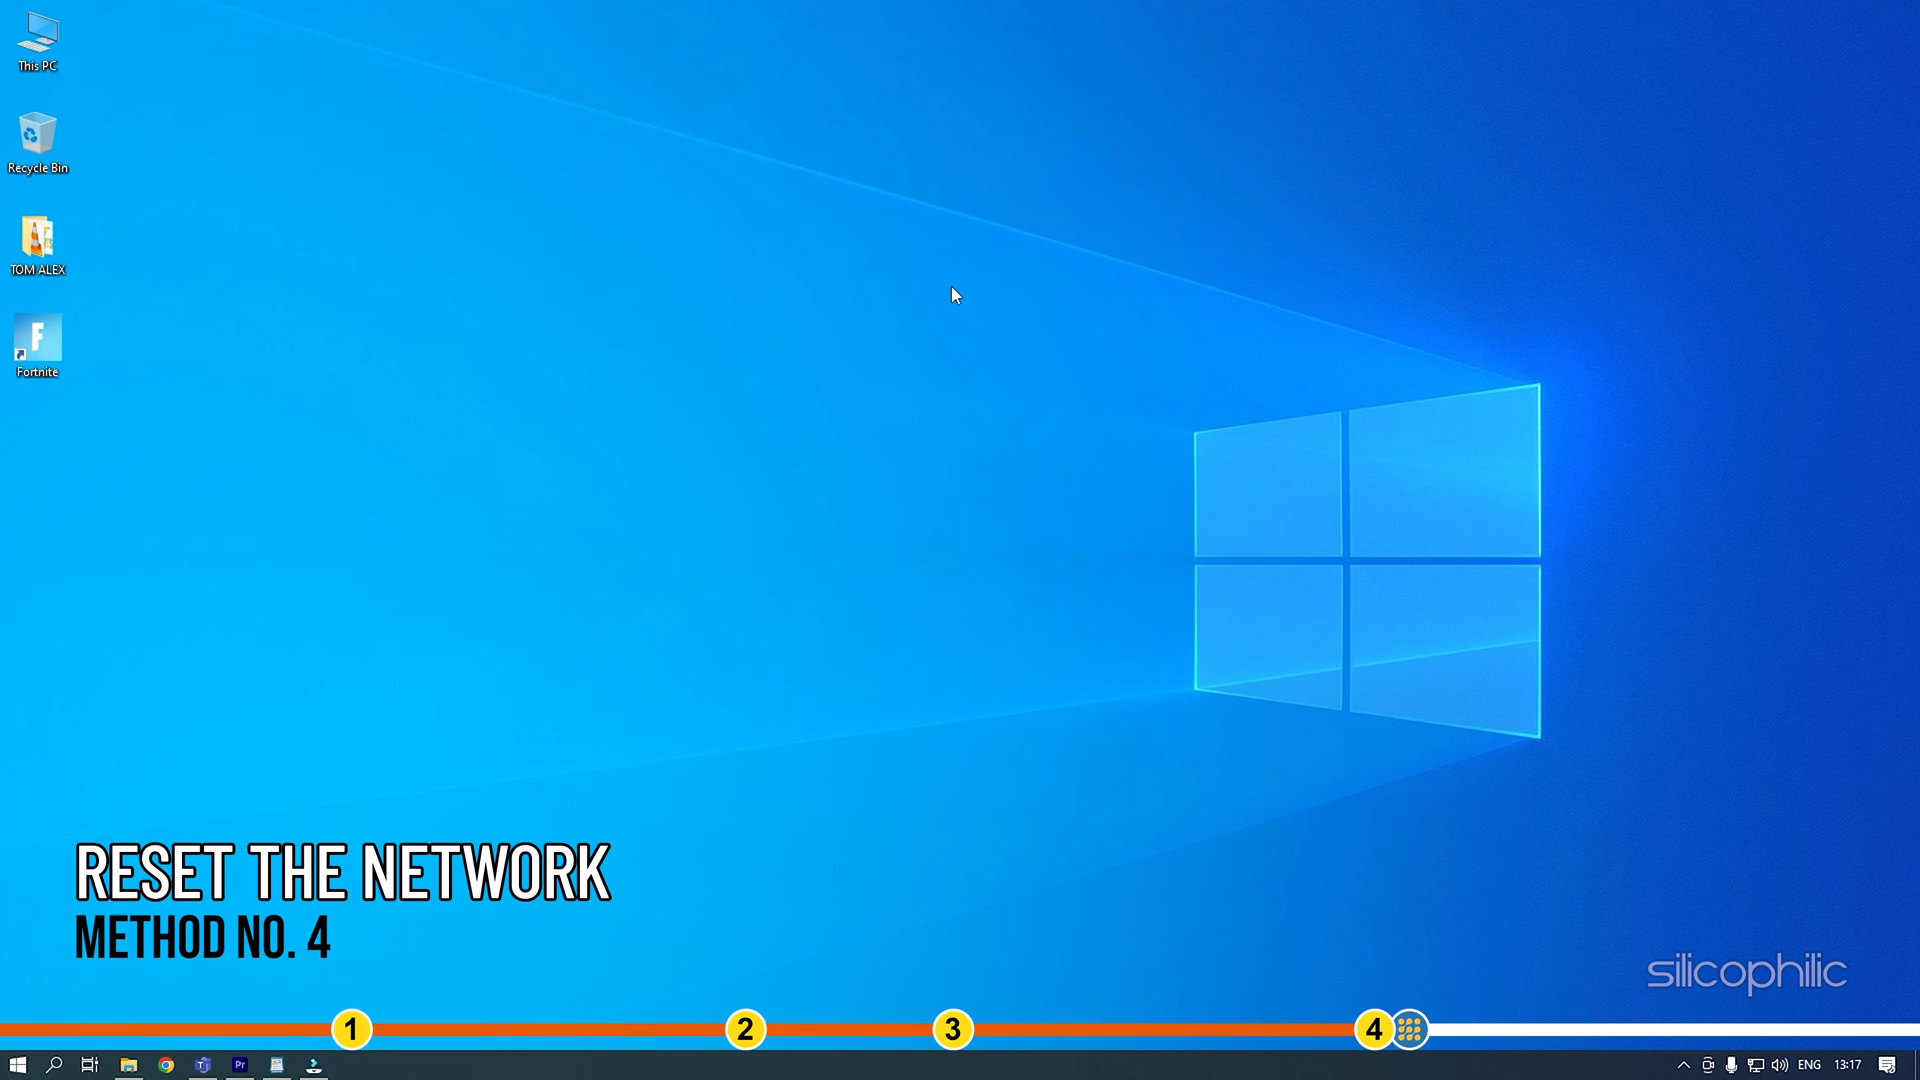 This PC
Recycle Bin
TOM ALEX
F
Fortnite
RESET THE NETWORK
METHOD NO. 4
silicophilic
1 2 3 4
Pr
ENG 13:17